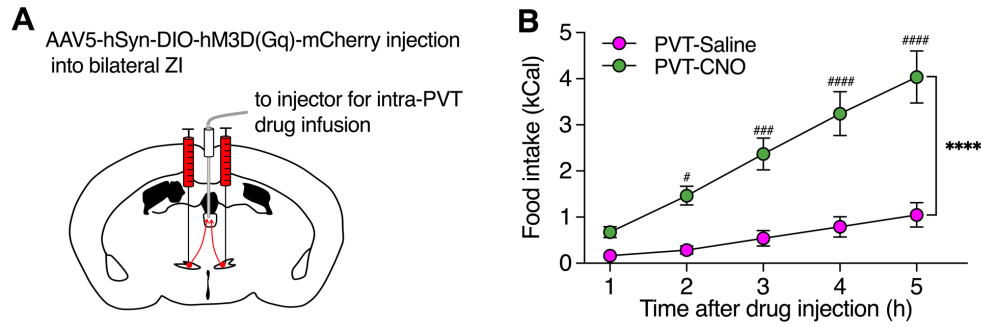 A
AAV5-hSyn-DIO-hM3D(Gq)-mCherry injection
into bilateral ZI
to injector for intra-PVT
drug infusion
B
PVT-Saline
PVT-CNO
Food intake (kCal)
5
4
3
2
1
0
#
###
####
####
****
1 2 3 4 5
Time after drug injection (h)